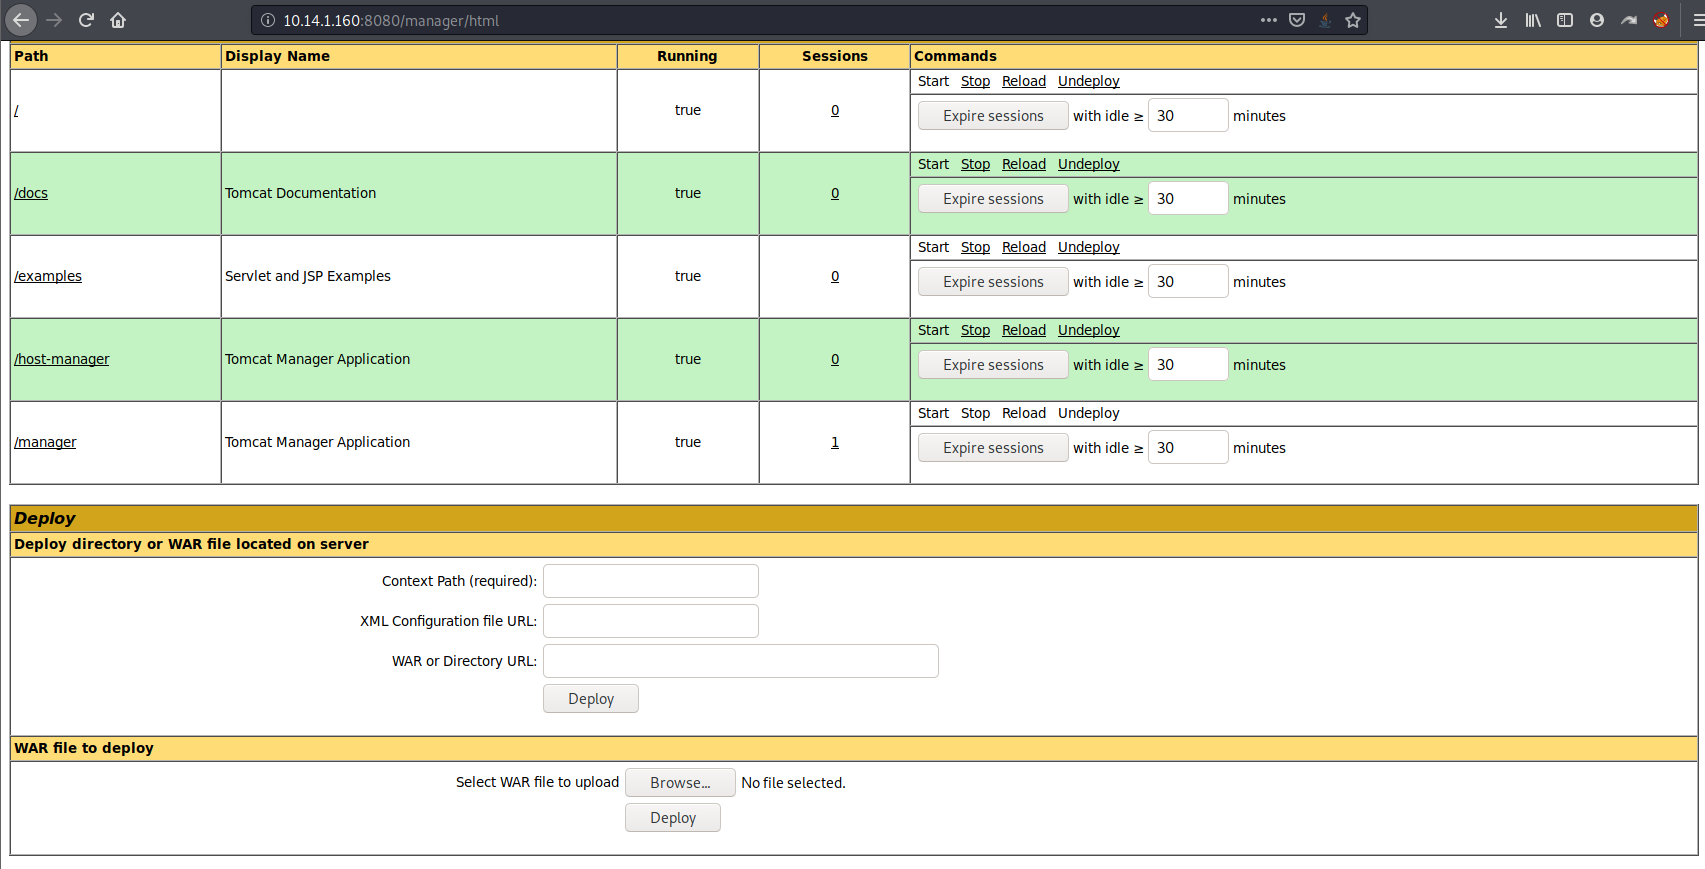 10.14.1.160:8080/manager/html
Path Display Name Running Sessions Commands
/ true 0 Start Stop Reload Undeploy
Expire sessions with idle ≥ 30 minutes
/docs Tomcat Documentation true 0 Start Stop Reload Undeploy
Expire sessions with idle ≥ 30 minutes
/examples Servlet and JSP Examples true 0 Start Stop Reload Undeploy
Expire sessions with idle ≥ 30 minutes
/host-manager Tomcat Manager Application true 0 Start Stop Reload Undeploy
Expire sessions with idle ≥ 30 minutes
/manager Tomcat Manager Application true 1 Start Stop Reload Undeploy
Expire sessions with idle ≥ 30 minutes
Deploy
Deploy directory or WAR file located on server
Context Path (required):
XML Configuration file URL:
WAR or Directory URL:
Deploy
WAR file to deploy
Select WAR file to upload Browse... No file selected.
Deploy